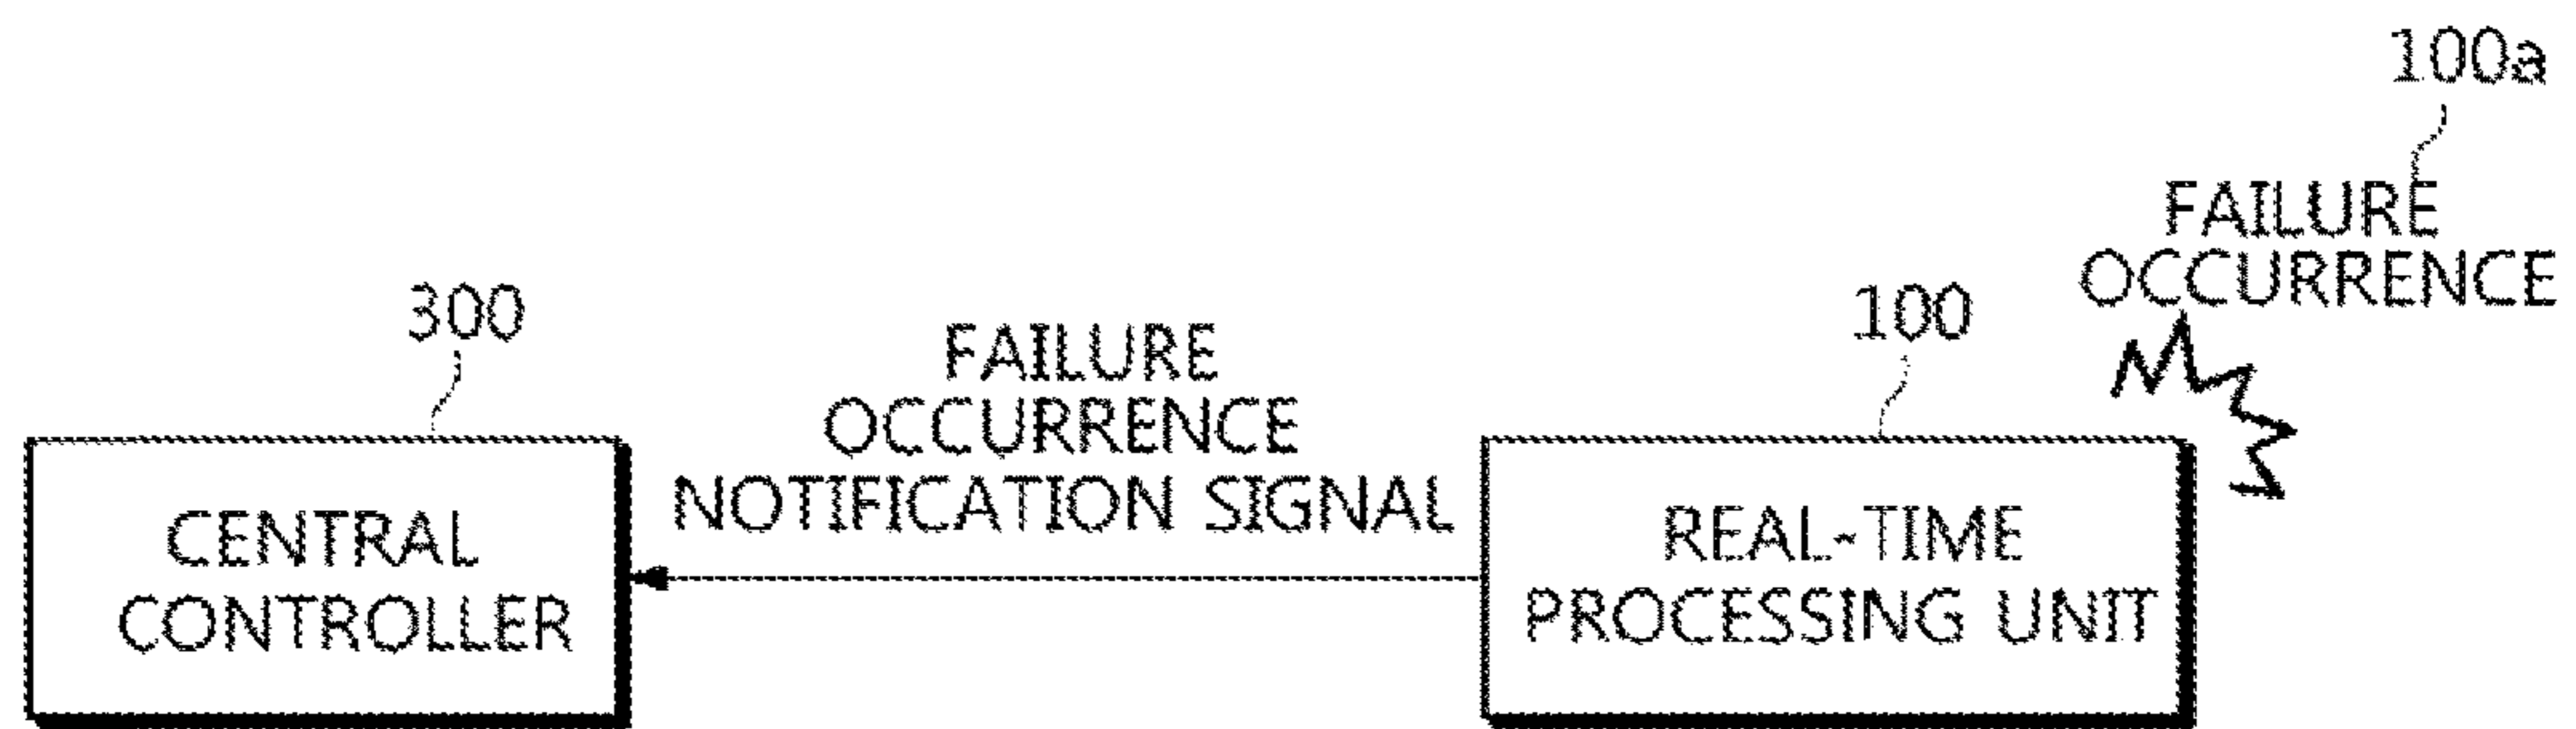 100a
FAILURE
OCCURRENCE
300
100
FAILURE
OCCURRENCE
NOTIFICATION SIGNAL
CENTRAL
CONTROLLER
REAL-TIME
PROCESSING UNIT